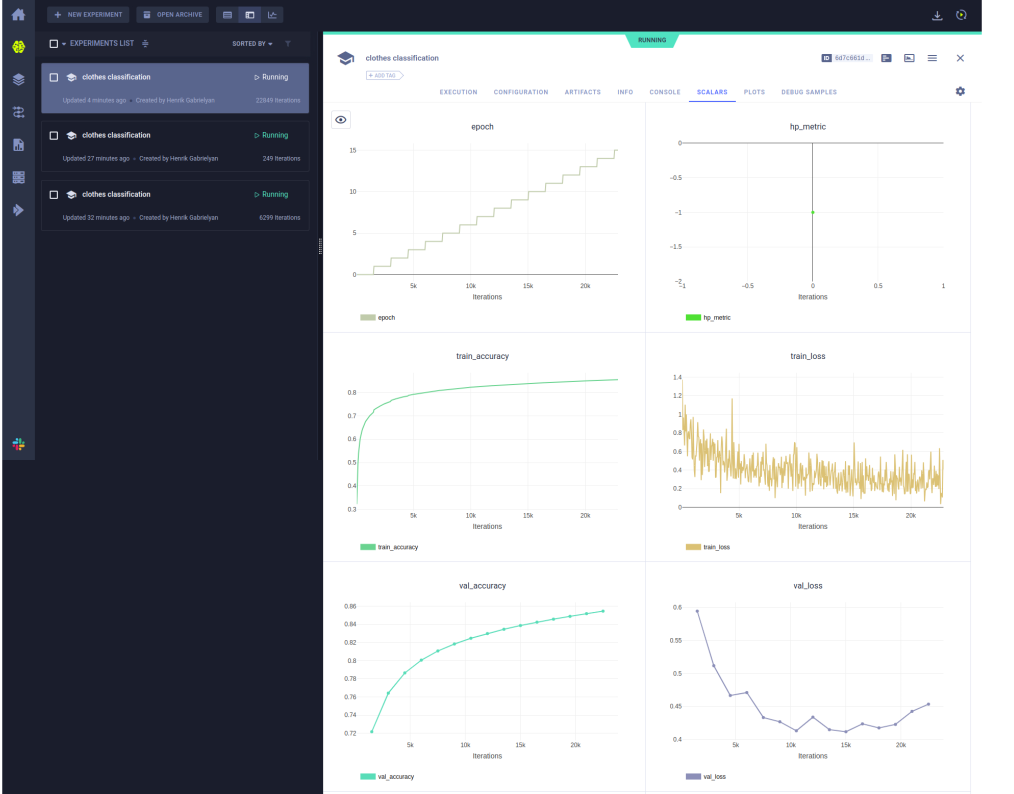 + NEW EXPERIMENT
OPEN ARCHIVE
EXPERIMENTS LIST
SORTED BY
clothes classification
Running
Updated 4 minutes ago
Created by Henrik Gabrielyan
22849 Iterations
clothes classification
Running
Updated 27 minutes ago
Created by Henrik Gabrielyan
249 Iterations
clothes classification
Running
Updated 32 minutes ago
Created by Henrik Gabrielyan
6299 Iterations
RUNNING
clothes classification
ID 6d7c661d...
+ ADD TAG
EXECUTION CONFIGURATION ARTIFACTS INFO CONSOLE SCALARS PLOTS DEBUG SAMPLES
epoch
15
10
5
0
5k 10k 15k 20k
Iterations
epoch
hp_metric
0
−0.5
−1
−1.5
−2
−1 −0.5 0 0.5 1
Iterations
hp_metric
train_accuracy
0.8
0.7
0.6
0.5
0.4
0.3
5k 10k 15k 20k
Iterations
train_accuracy
train_loss
1.4
1.2
1
0.8
0.6
0.4
0.2
0
5k 10k 15k 20k
Iterations
train_loss
val_accuracy
0.86
0.84
0.82
0.8
0.78
0.76
0.74
0.72
5k 10k 15k 20k
Iterations
val_accuracy
val_loss
0.6
0.55
0.5
0.45
0.4
5k 10k 15k 20k
Iterations
val_loss